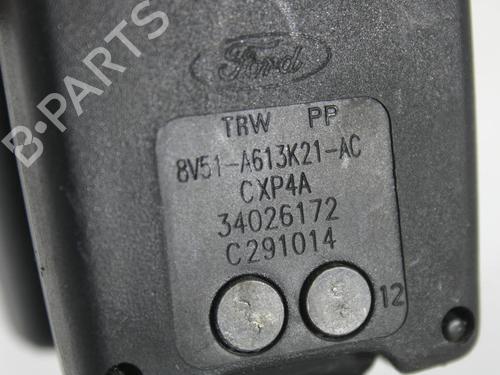 B-PARTS
Ford
TRW PP
8V51-A613K21-AC
CXP4A
34026172
C291014
12